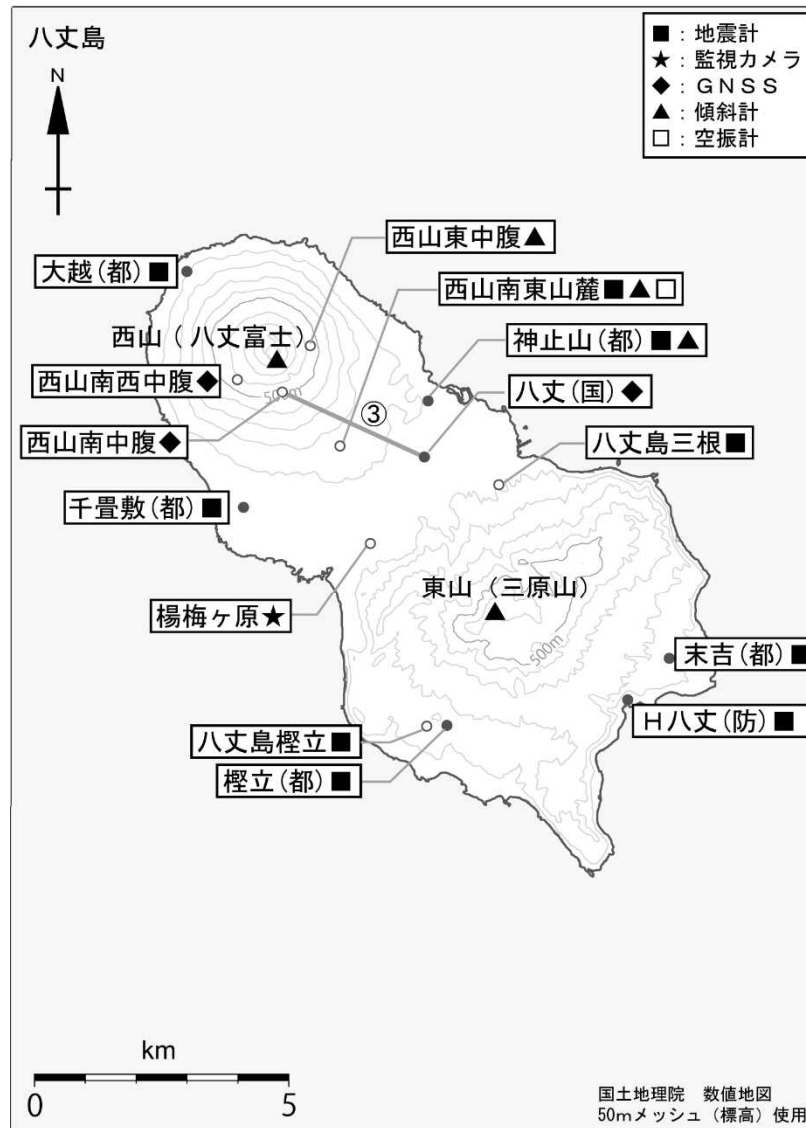 八丈島
■：地震計
★：監視カメラ
◆：ＧＮＳＳ
▲：傾斜計
□：空振計
N
西山東中腹▲
大越(都)■
西山南東山麓■▲□
西山（八丈富士）
神止山(都)■▲
西山南西中腹◆
500m
③
八丈(国)◆
西山南中腹◆
八丈島三根■
千畳敷(都)■
東山（三原山）
楊梅ヶ原★
500m
末吉(都)■
Ｈ八丈(防)■
八丈島樫立■
樫立(都)■
km
0 5
国土地理院　数値地図
50mメッシュ（標高）使用